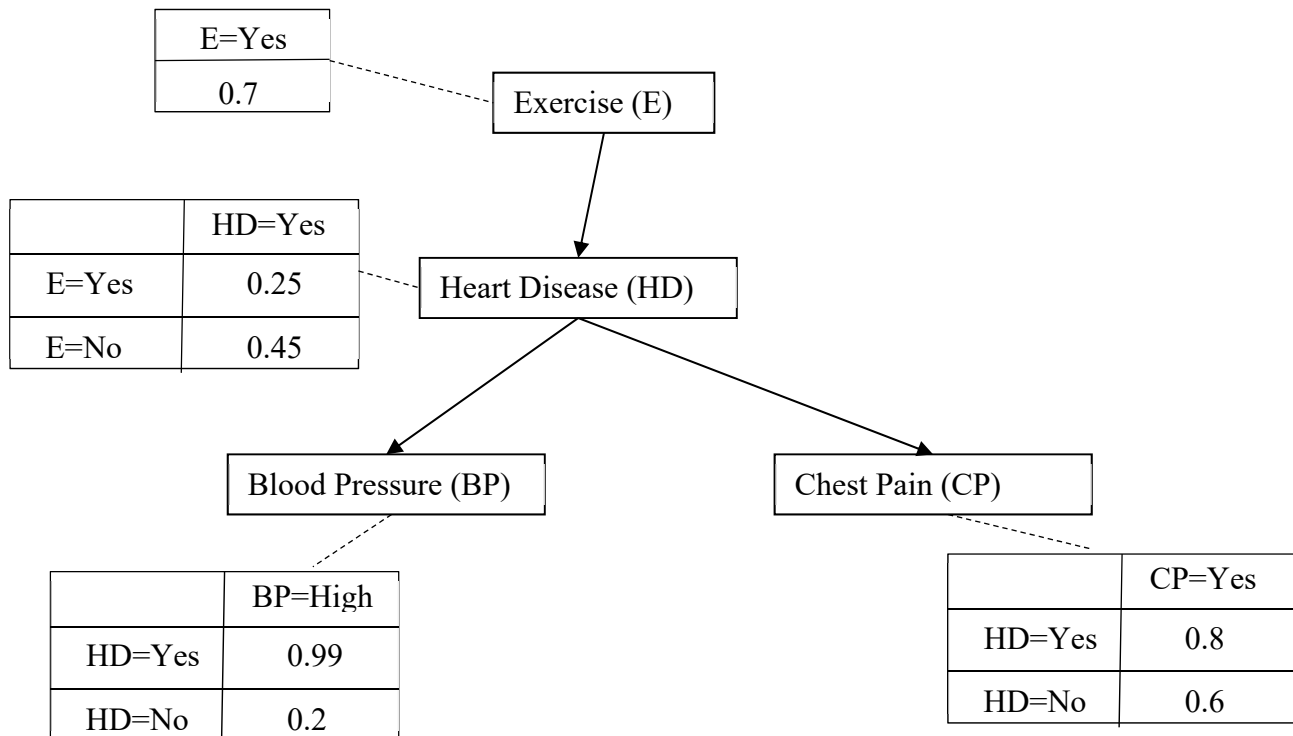 E=Yes
0.7
Exercise (E)
HD=Yes
E=Yes 0.25
E=No 0.45
Heart Disease (HD)
Blood Pressure (BP)
Chest Pain (CP)
BP=High
HD=Yes 0.99
HD=No 0.2
CP=Yes
HD=Yes 0.8
HD=No 0.6